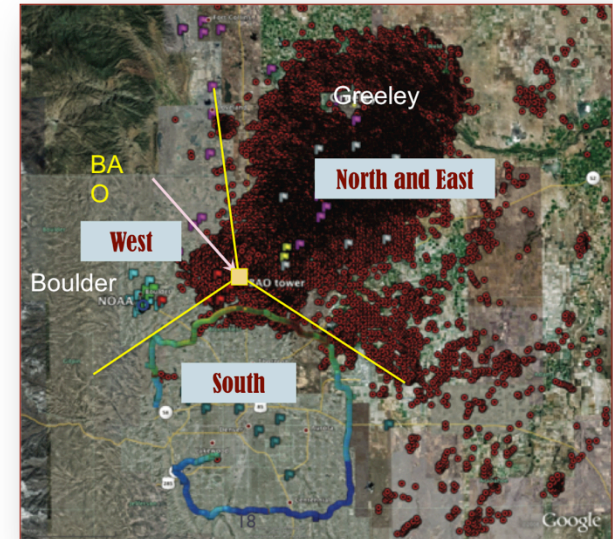 Greeley
BA
O
North and East
West
Boulder
BAO tower
NOAA
South
18
Google